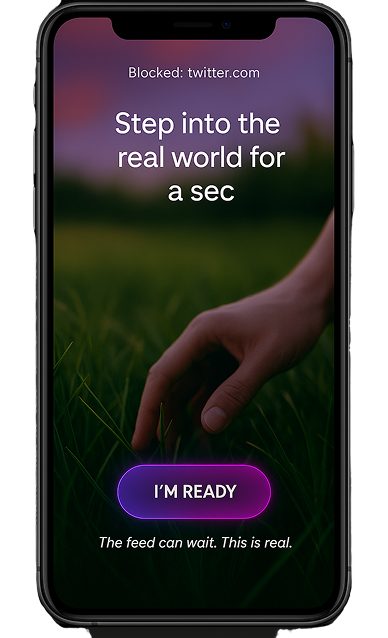 Blocked: twitter.com
Step into the
real world for
a sec
I'M READY
The feed can wait. This is real.